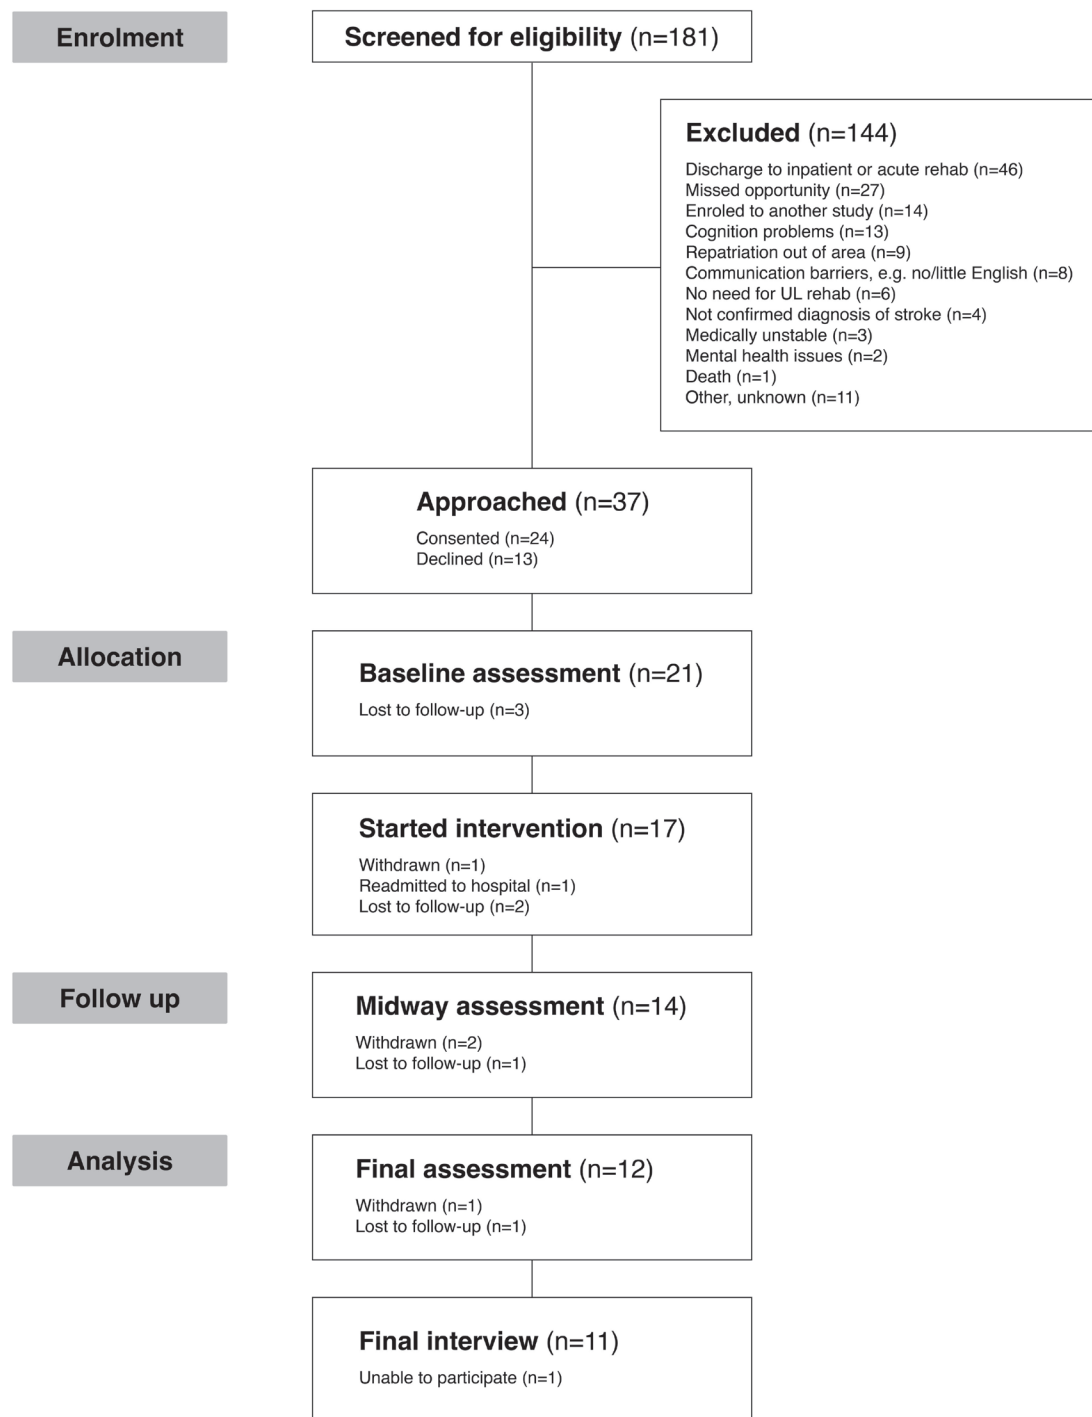 Enrolment
Screened for eligibility (n=181)
Excluded (n=144)
Discharge to inpatient or acute rehab (n=46)
Missed opportunity (n=27)
Enroled to another study (n=14)
Cognition problems (n=13)
Repatriation out of area (n=9)
Communication barriers, e.g. no/little English (n=8)
No need for UL rehab (n=6)
Not confirmed diagnosis of stroke (n=4)
Medically unstable (n=3)
Mental health issues (n=2)
Death (n=1)
Other, unknown (n=11)
Approached (n=37)
Consented (n=24)
Declined (n=13)
Allocation
Baseline assessment (n=21)
Lost to follow-up (n=3)
Started intervention (n=17)
Withdrawn (n=1)
Readmitted to hospital (n=1)
Lost to follow-up (n=2)
Follow up
Midway assessment (n=14)
Withdrawn (n=2)
Lost to follow-up (n=1)
Analysis
Final assessment (n=12)
Withdrawn (n=1)
Lost to follow-up (n=1)
Final interview (n=11)
Unable to participate (n=1)